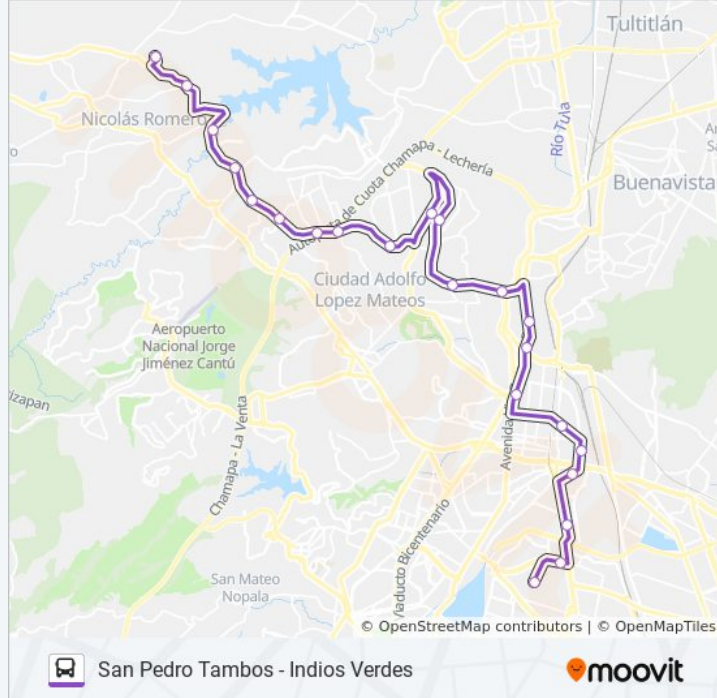 Tultitlán
Río Tula
Nicolás Romero
Autopista de Cuota Chamapa - Lechería
Buenavista
Ciudad Adolfo
Lopez Mateos
Aeropuerto
Nacional Jorge
Jiménez Cantú
Chamapa - La Venta
Avenida
Viaducto Bicentenario
San Mateo
Nopala
© OpenStreetMap contributors | © OpenMapTiles
San Pedro Tambos - Indios Verdes
moovit